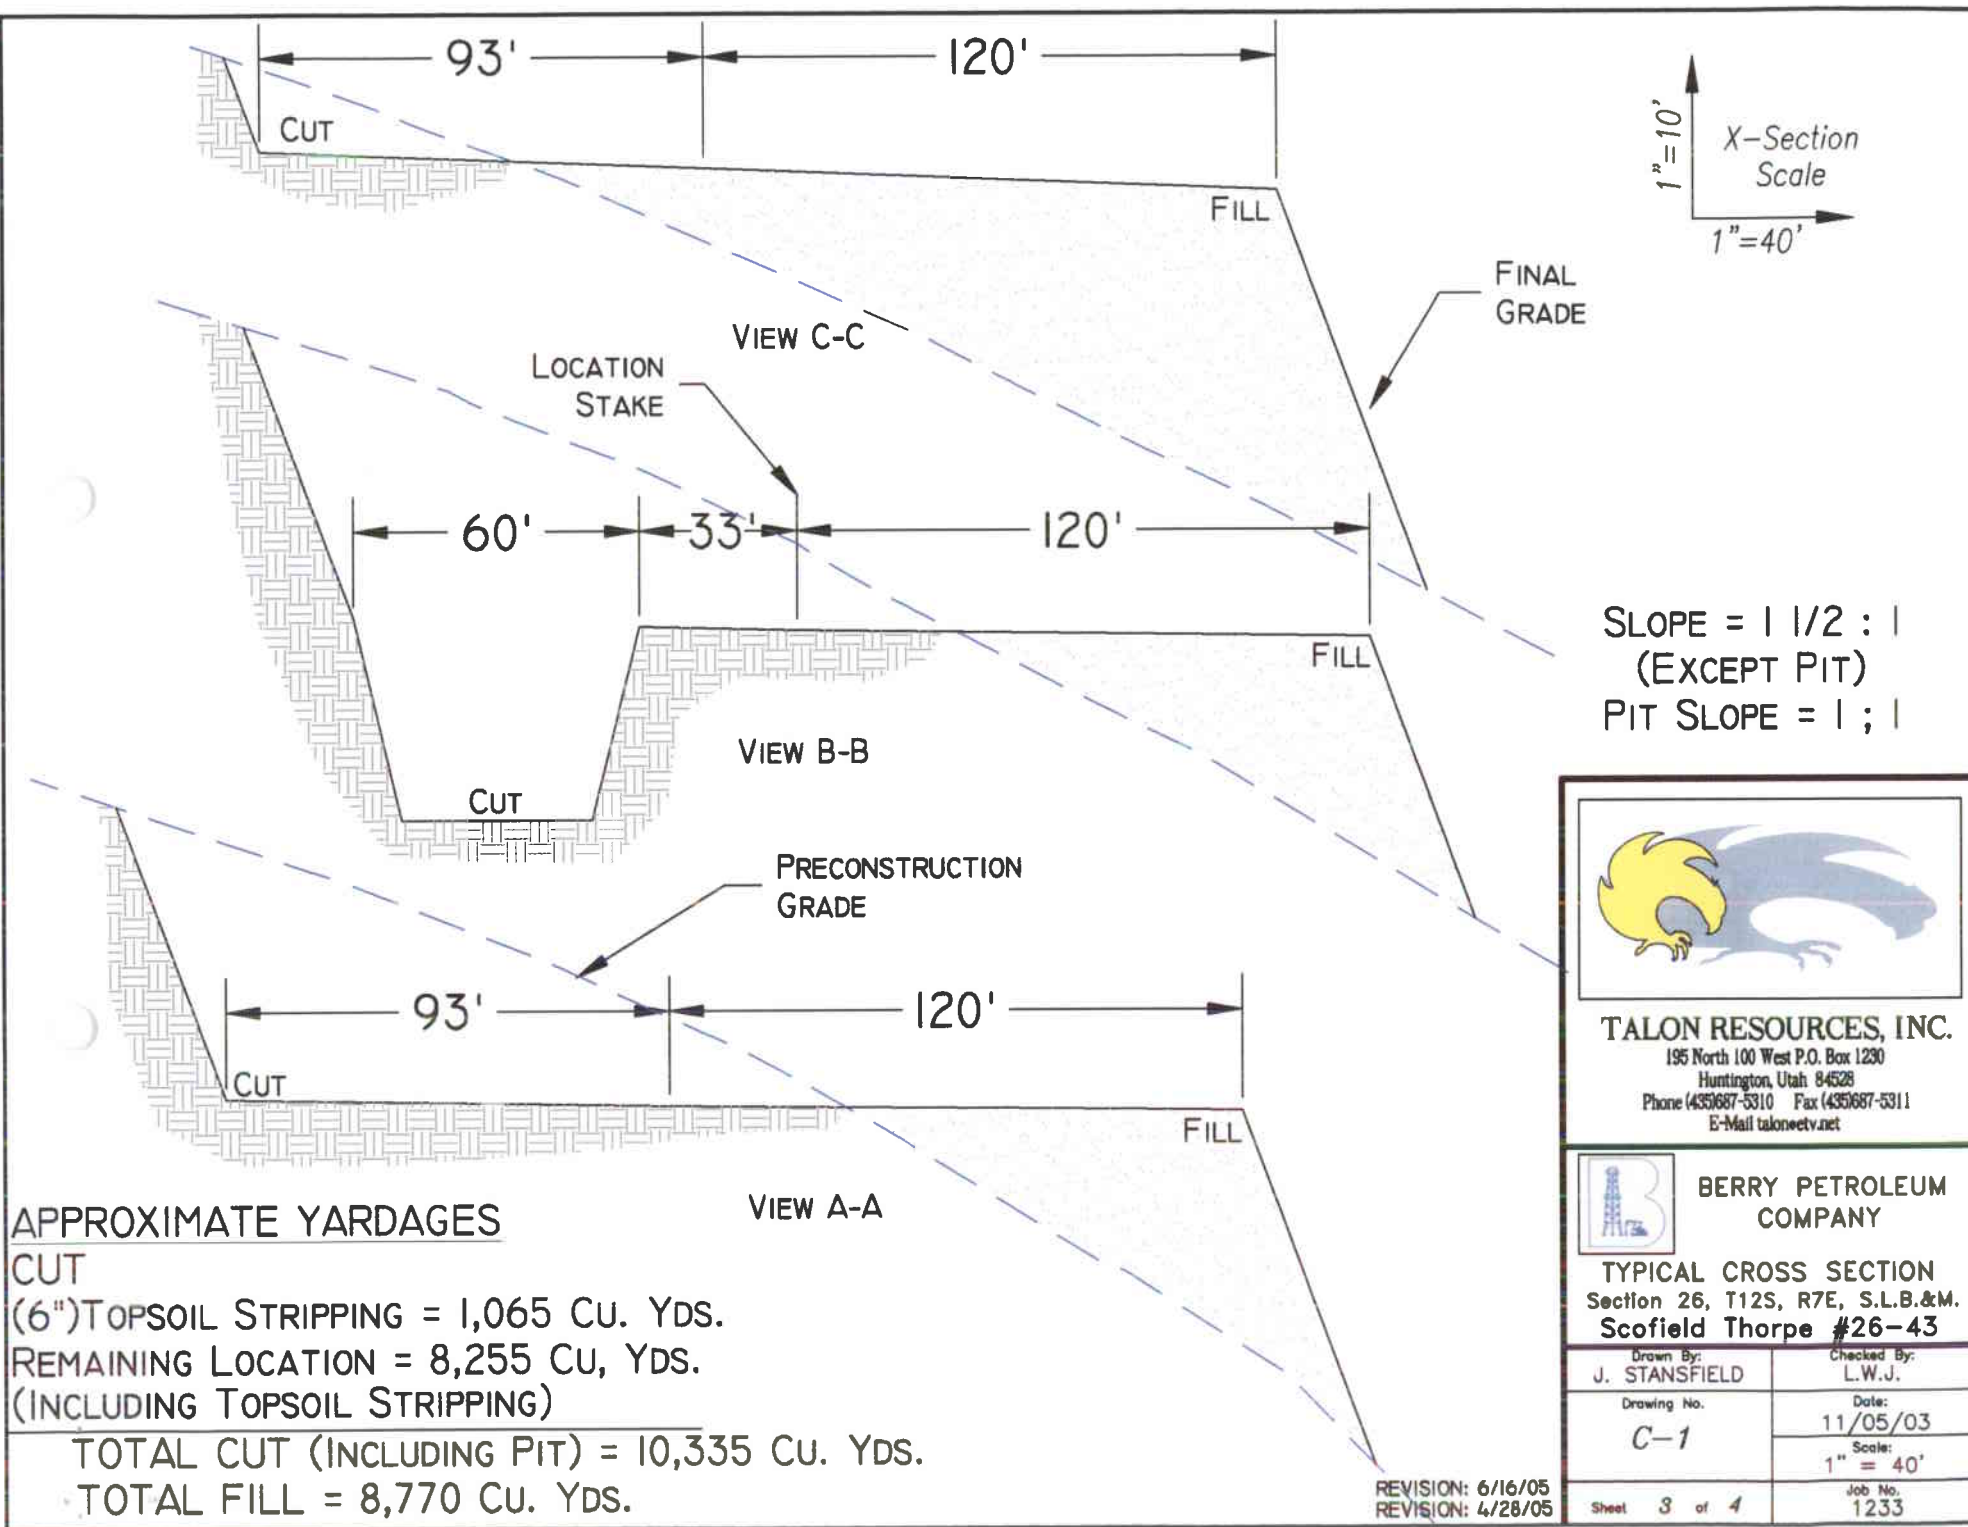 93'
120'
CUT
FILL
1"=10'
X-Section
Scale
1"=40'
FINAL
GRADE
VIEW C-C
LOCATION
STAKE
60'
33'
120'
FILL
SLOPE = 1 1/2 : 1
(EXCEPT PIT)
PIT SLOPE = 1 ; 1
VIEW B-B
CUT
PRECONSTRUCTION
GRADE
93'
120'
CUT
FILL
VIEW A-A
APPROXIMATE YARDAGES
CUT
(6")TOPSOIL STRIPPING = 1,065 CU. YDS.
REMAINING LOCATION = 8,255 CU, YDS.
(INCLUDING TOPSOIL STRIPPING)
TOTAL CUT (INCLUDING PIT) = 10,335 CU. YDS.
TOTAL FILL = 8,770 CU. YDS.
REVISION: 6/16/05
REVISION: 4/28/05
TALON RESOURCES, INC.
195 North 100 West P.O. Box 1230
Huntington, Utah 84528
Phone (435)687-5310 Fax (435)687-5311
E-Mail talon@etv.net
B
BERRY PETROLEUM
COMPANY
TYPICAL CROSS SECTION
Section 26, T12S, R7E, S.L.B.&M.
Scofield Thorpe #26-43
Drawn By:
J. STANSFIELD
Checked By:
L.W.J.
Drawing No.
C-1
Date:
11/05/03
Scale:
1" = 40'
Sheet 3 of 4
Job No.
1233